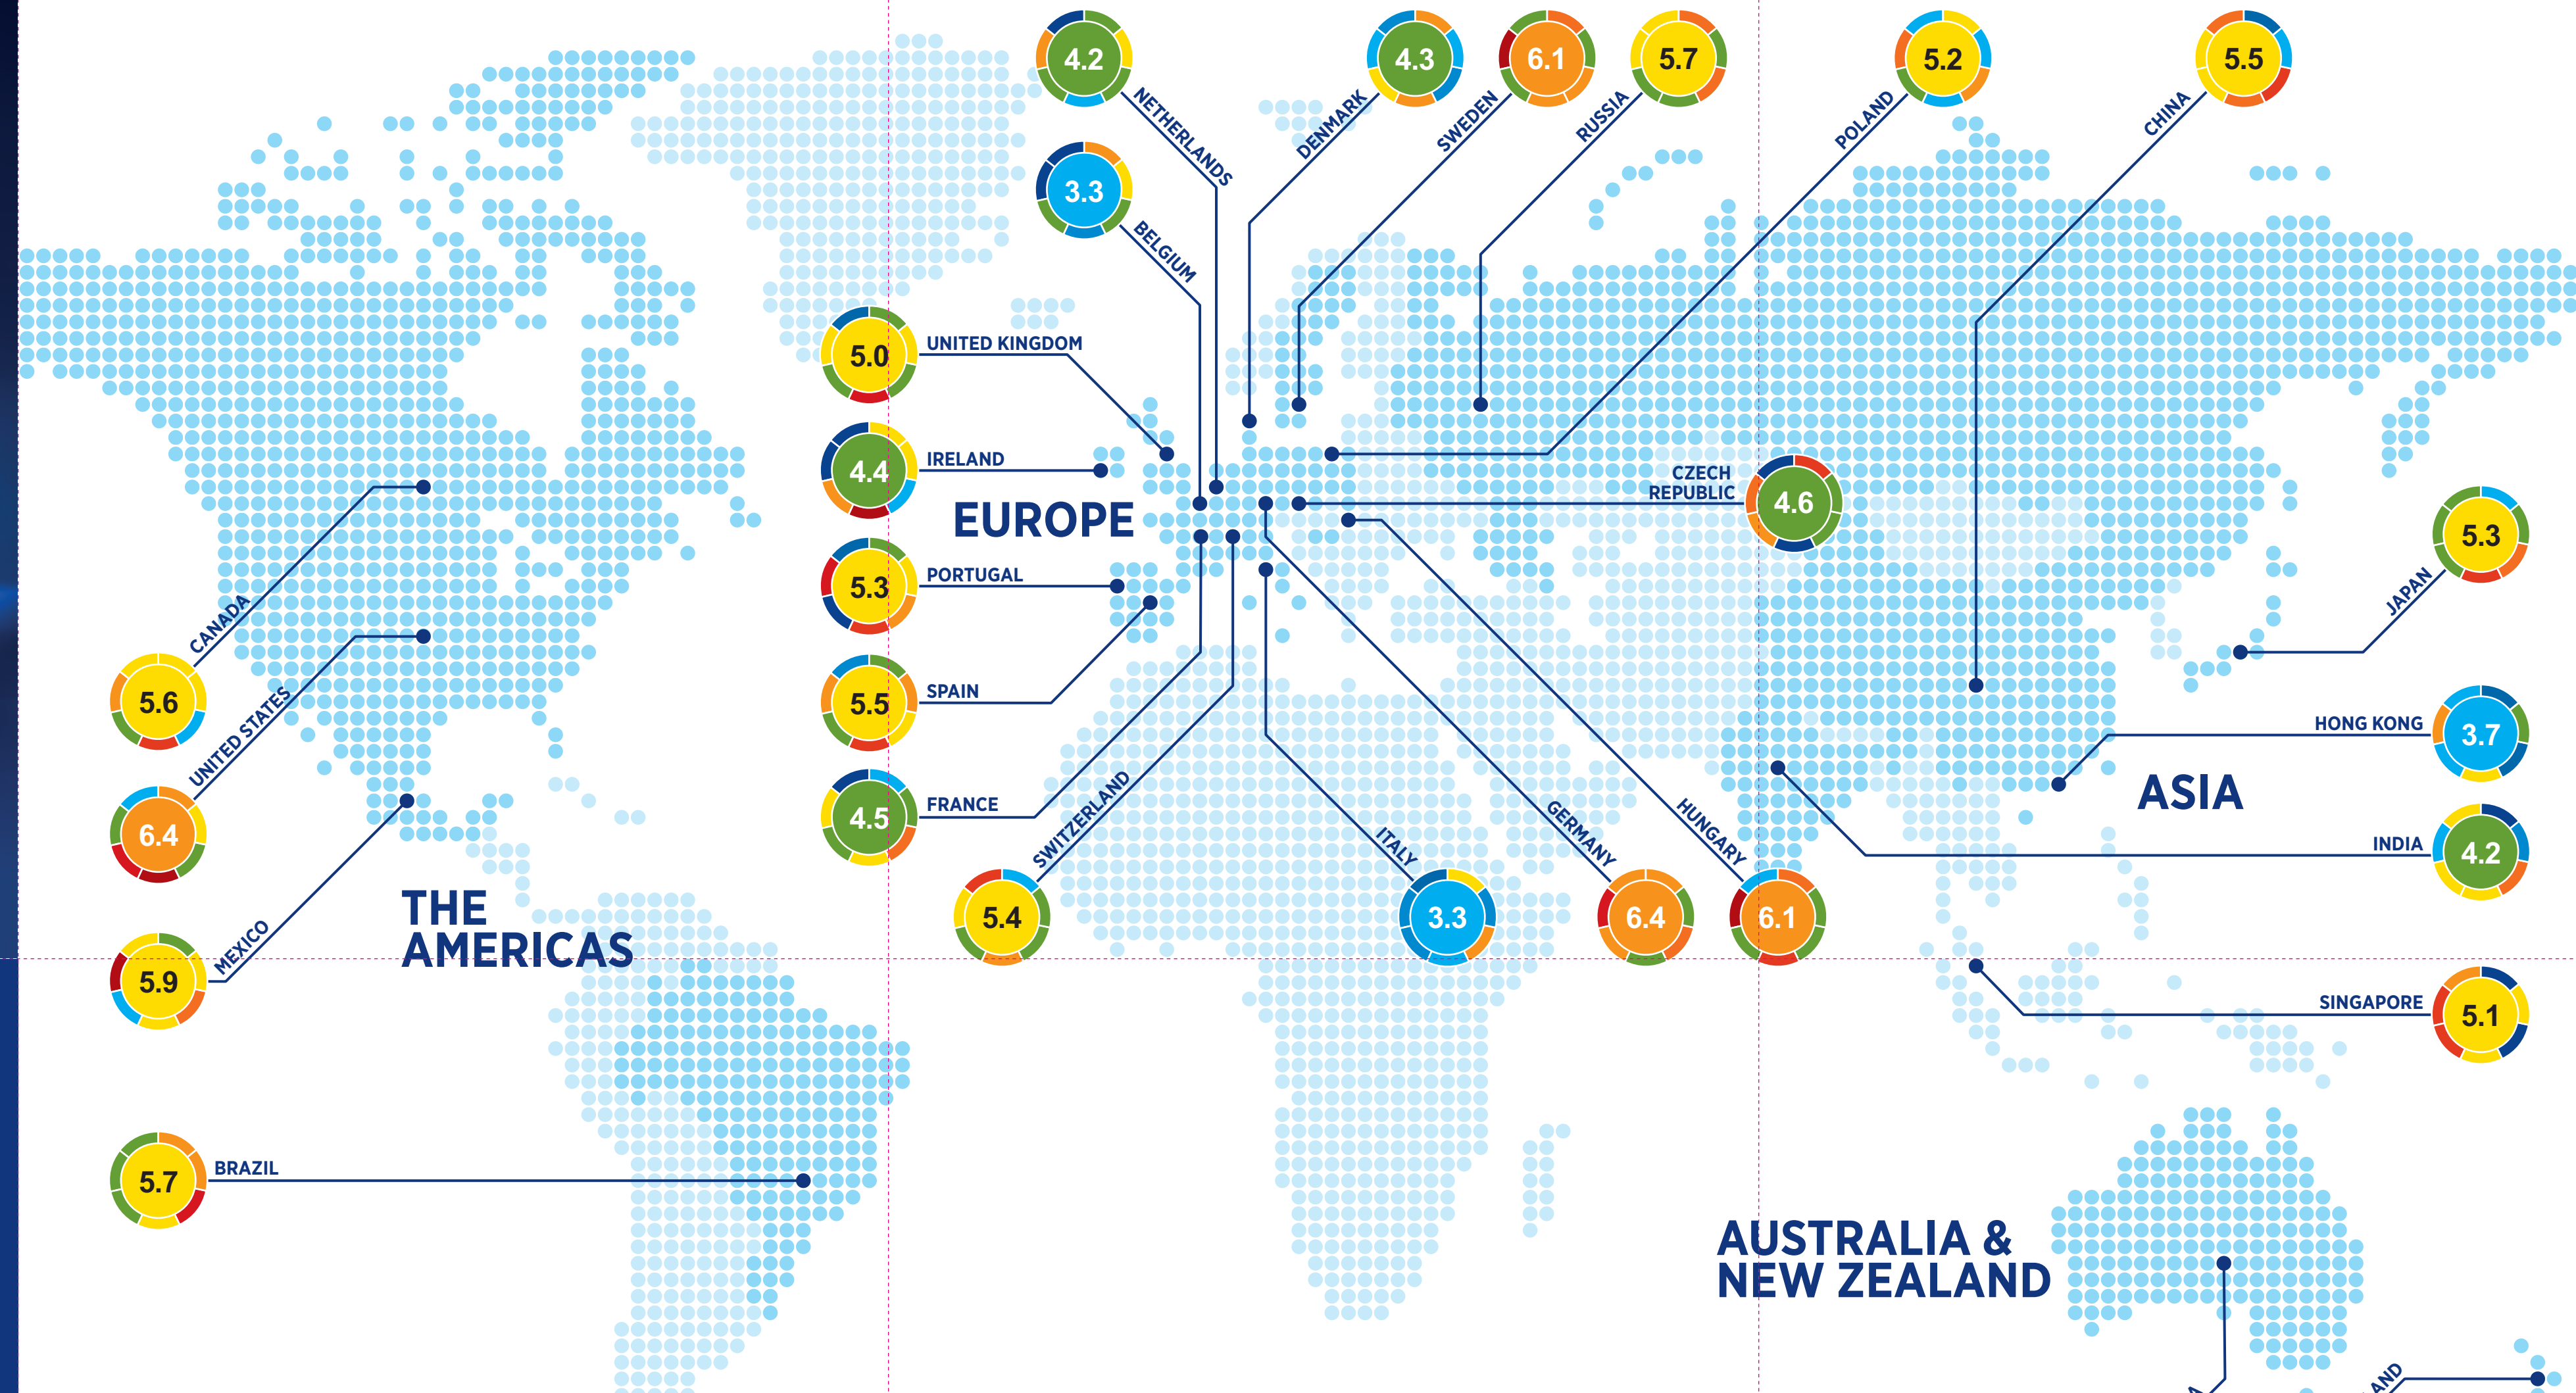 4.2
NETHERLANDS
4.3
DENMARK
6.1
SWEDEN
5.7
RUSSIA
5.2
POLAND
5.5
CHINA
3.3
BELGIUM
5.0
UNITED KINGDOM
4.4
IRELAND
EUROPE
CZECH
REPUBLIC
4.6
5.3
PORTUGAL
5.3
JAPAN
5.6
CANADA
5.5
SPAIN
3.7
HONG KONG
6.4
UNITED STATES
4.5
FRANCE
ASIA
4.2
INDIA
5.4
SWITZERLAND
3.3
ITALY
6.4
GERMANY
6.1
HUNGARY
5.9
MEXICO
THE
AMERICAS
5.1
SINGAPORE
5.7
BRAZIL
AUSTRALIA &
NEW ZEALAND